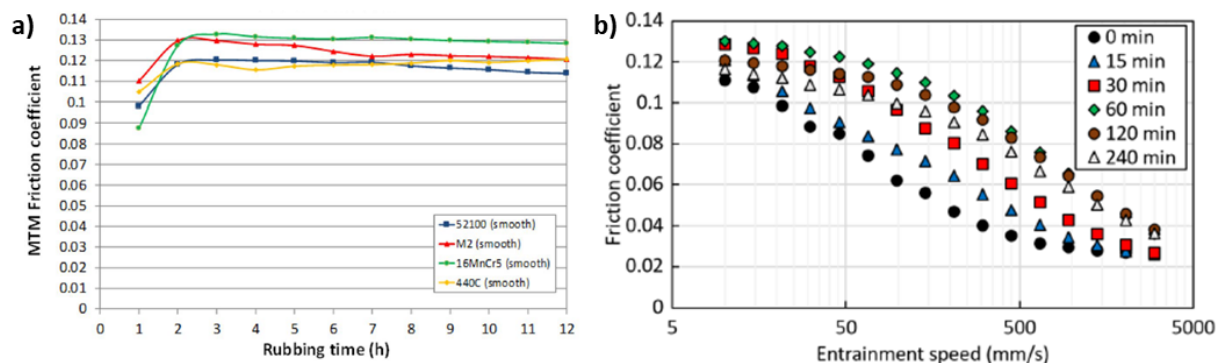 a)
MTM Friction coefficient
0.14
0.13
0.12
0.11
0.1
0.09
0.08
0.07
0.06
0.05
0.04
0.03
0.02
0.01
0
52100 (smooth)
M2 (smooth)
16MnCr5 (smooth)
440C (smooth)
0 1 2 3 4 5 6 7 8 9 10 11 12
Rubbing time (h)
b)
Friction coefficient
0.14
0.12
0.1
0.08
0.06
0.04
0.02
0
0 min
15 min
30 min
60 min
120 min
240 min
5 50 500 5000
Entrainment speed (mm/s)